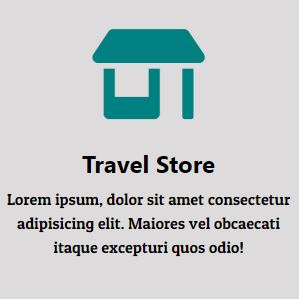 Travel Store
Lorem ipsum, dolor sit amet consectetur
adipisicing elit. Maiores vel obcaecati
itaque excepturi quos odio!